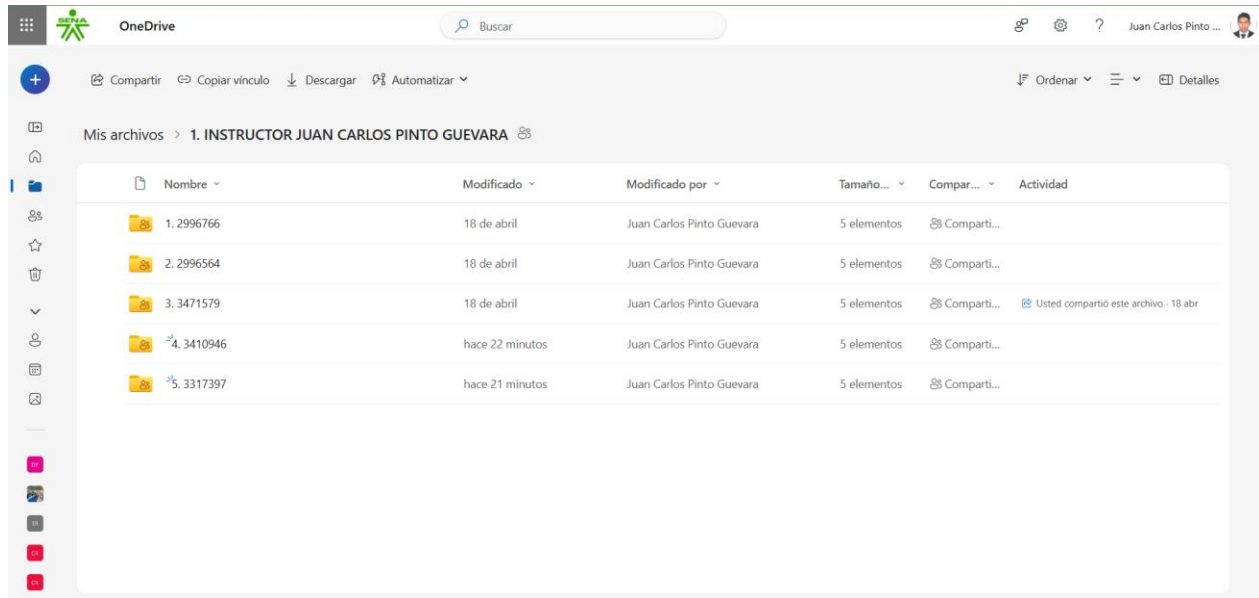 SENA
OneDrive
Buscar
?
Juan Carlos Pinto ...
Compartir
Copiar vínculo
Descargar
Automatizar
Ordenar
Detalles
Mis archivos > 1. INSTRUCTOR JUAN CARLOS PINTO GUEVARA
Nombre Modificado Modificado por Tamaño... Compar... Actividad
1. 2996766 18 de abril Juan Carlos Pinto Guevara 5 elementos Comparti...
2. 2996564 18 de abril Juan Carlos Pinto Guevara 5 elementos Comparti...
3. 3471579 18 de abril Juan Carlos Pinto Guevara 5 elementos Comparti... Usted compartió este archivo - 18 abr
4. 3410946 hace 22 minutos Juan Carlos Pinto Guevara 5 elementos Comparti...
5. 3317397 hace 21 minutos Juan Carlos Pinto Guevara 5 elementos Comparti...